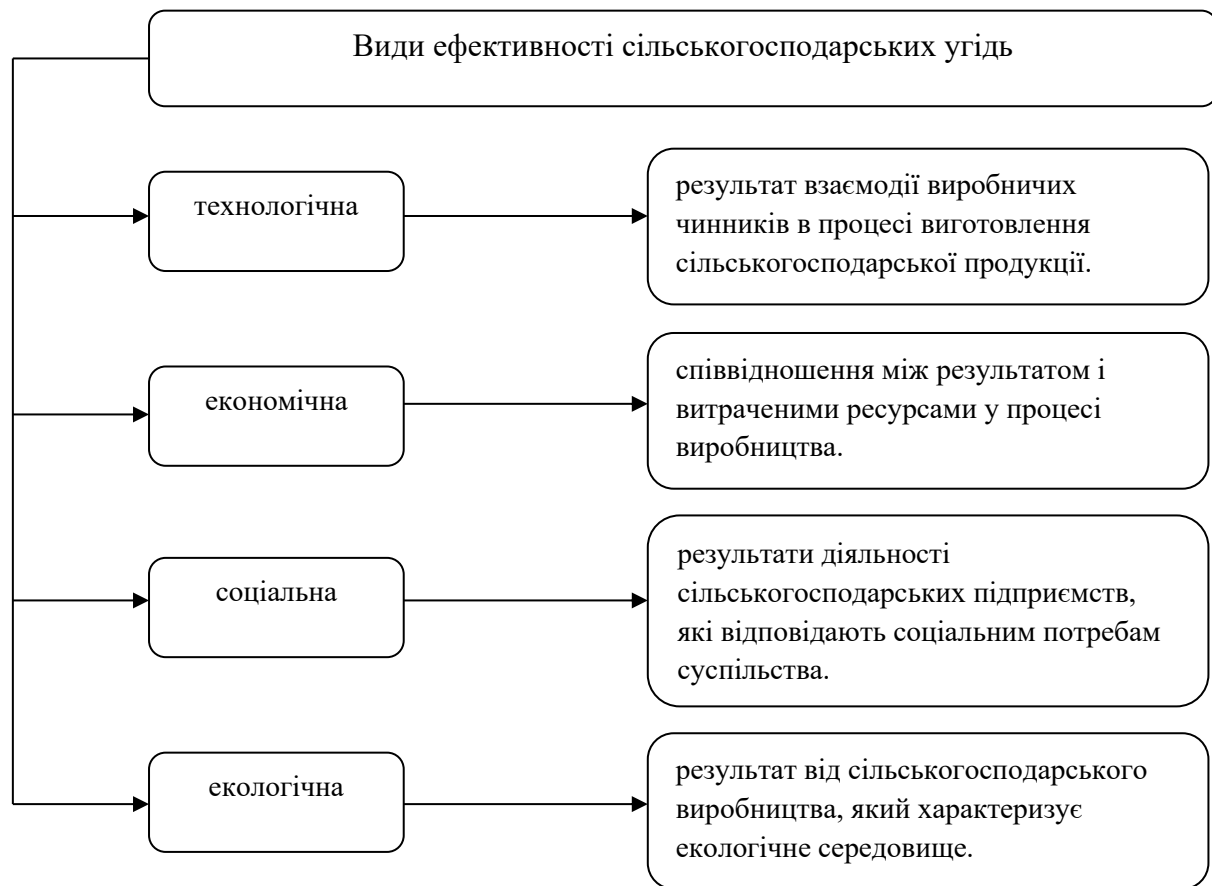 Види ефективності сільськогосподарських угідь
технологічна
результат взаємодії виробничих
чинників в процесі виготовлення
сільськогосподарської продукції.
економічна
співвідношення між результатом і
витраченими ресурсами у процесі
виробництва.
соціальна
результати діяльності
сільськогосподарських підприємств,
які відповідають соціальним потребам
суспільства.
екологічна
результат від сільськогосподарського
виробництва, який характеризує
екологічне середовище.